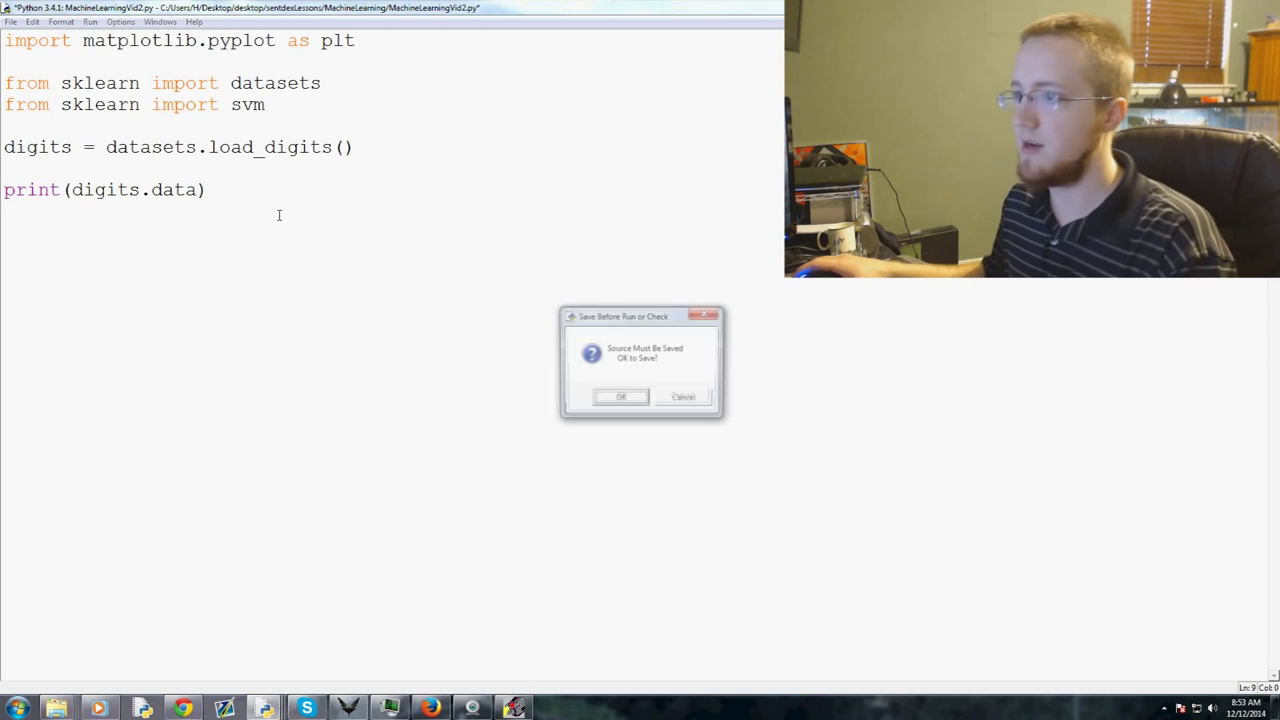 *Python 3.4.1: MachineLearningVid2.py - C:/Users/H/Desktop/desktop/sentdexLessons/MachineLearning/MachineLearningVid2.py*
File Edit Format Run Options Windows Help
import matplotlib.pyplot as plt
from sklearn import datasets
from sklearn import svm
digits = datasets.load_digits()
print(digits.data)
Save Before Run or Check
Source Must Be Saved
OK to Save?
OK Cancel
Ln: 9 Col: 0
8:53 AM
12/12/2014